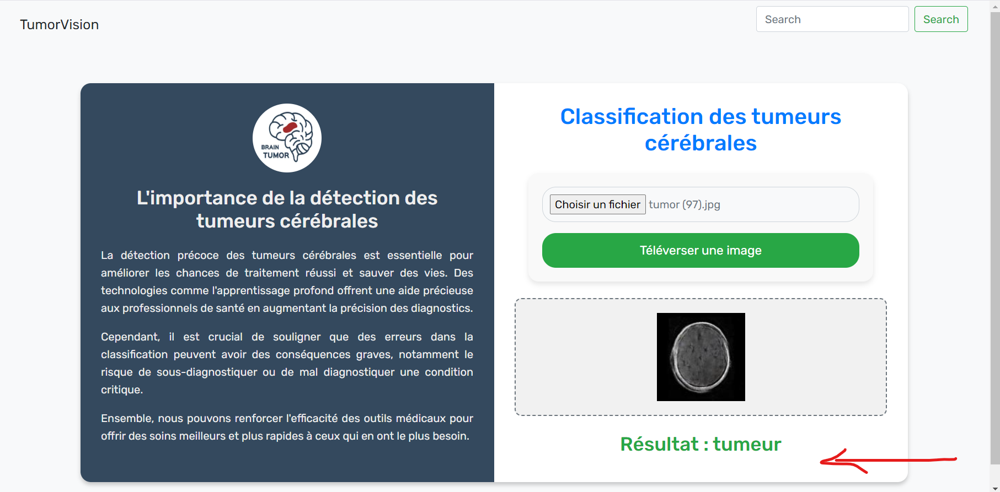 TumorVision
Search
Search
BRAIN
TUMOR
L'importance de la détection des
tumeurs cérébrales
La détection précoce des tumeurs cérébrales est essentielle pour
améliorer les chances de traitement réussi et sauver des vies. Des
technologies comme l'apprentissage profond offrent une aide précieuse
aux professionnels de santé en augmentant la précision des diagnostics.
Cependant, il est crucial de souligner que des erreurs dans la
classification peuvent avoir des conséquences graves, notamment le
risque de sous-diagnostiquer ou de mal diagnostiquer une condition
critique.
Ensemble, nous pouvons renforcer l'efficacité des outils médicaux pour
offrir des soins meilleurs et plus rapides à ceux qui en ont le plus besoin.
Classification des tumeurs
cérébrales
Choisir un fichier tumor (97).jpg
Téléverser une image
Résultat : tumeur